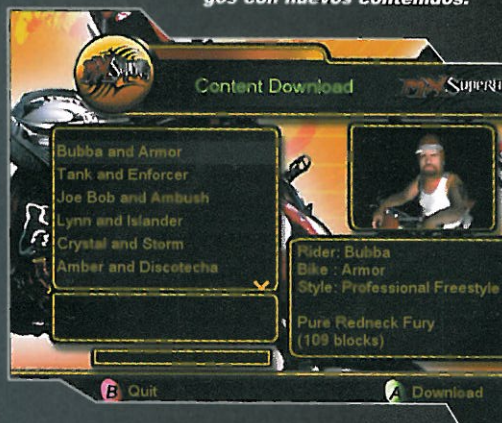 gos con nuevos contenidos.
Content Download
Bubba and Armor
Tank and Enforcer
Joe Bob and Ambush
Lynn and Islander
Crystal and Storm
Amber and Discotecha
Rider: Bubba
Bike : Armor
Style: Professional Freestyle
Pure Redneck Fury
(109 blocks)
B Quit
A Download